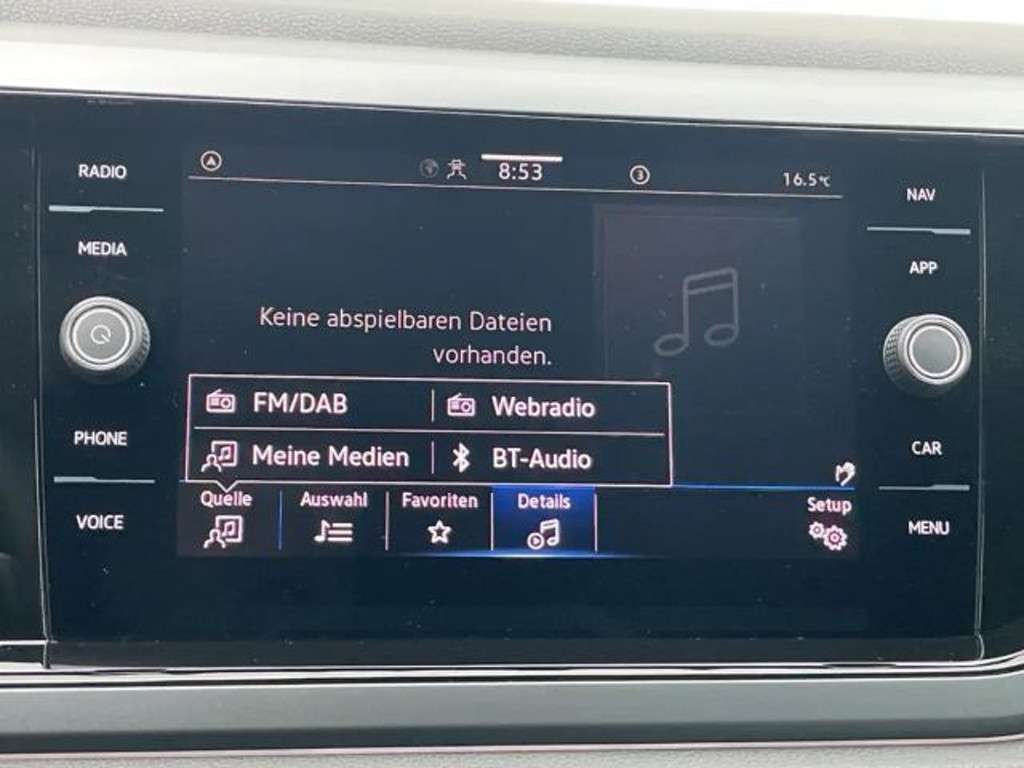 RADIO
MEDIA
PHONE
VOICE
8:53
3
16.5°C
Keine abspielbaren Dateien
vorhanden.
FM/DAB
Webradio
Meine Medien
BT-Audio
Quelle
Auswahl
Favoriten
Details
Setup
NAV
APP
CAR
MENU